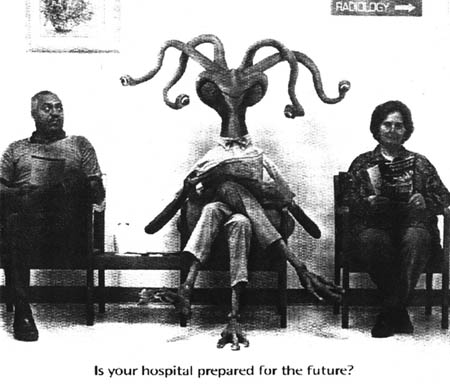 RADIOLOGY →
Is your hospital prepared for the future?